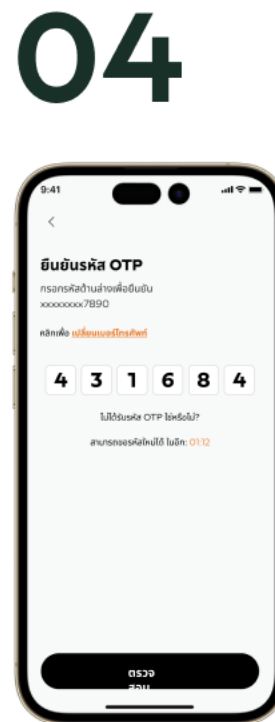 04
9:41
ยืนยันรหัส OTP
กรอกรหัสด้านล่างเพื่อยืนยัน
xxxxxxxx7890
คลิกเพื่อ เปลี่ยนเบอร์โทรศัพท์
4 3 1 6 8 4
ไม่ได้รับรหัส OTP ใช่หรือไม่?
สามารถขอรหัสใหม่ได้ ในอีก: 01:12
ตรวจ
สอบ